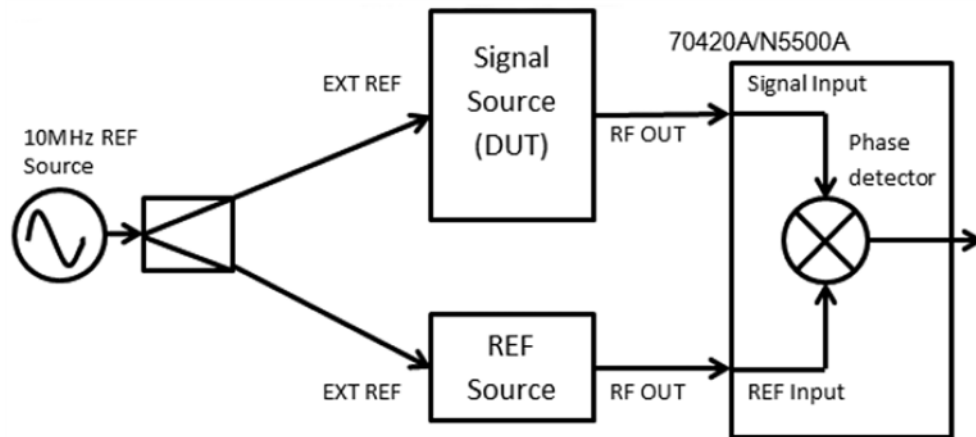 70420A/N5500A
Signal
Source
(DUT)
EXT REF
RF OUT
Signal Input
10MHz REF
Source
Phase
detector
REF
Source
EXT REF
RF OUT
REF Input